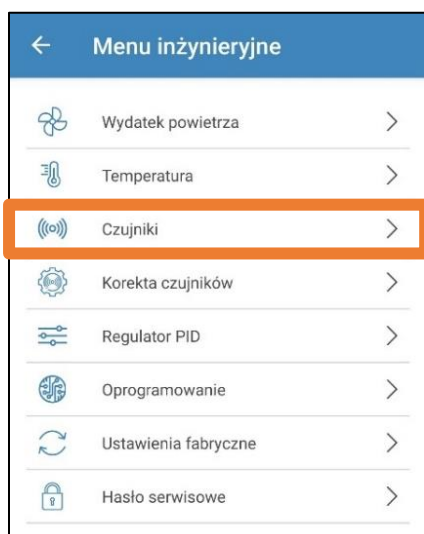 Menu inżynieryjne
Wydatek powietrza
Temperatura
Czujniki
Korekta czujników
Regulator PID
Oprogramowanie
Ustawienia fabryczne
Hasło serwisowe